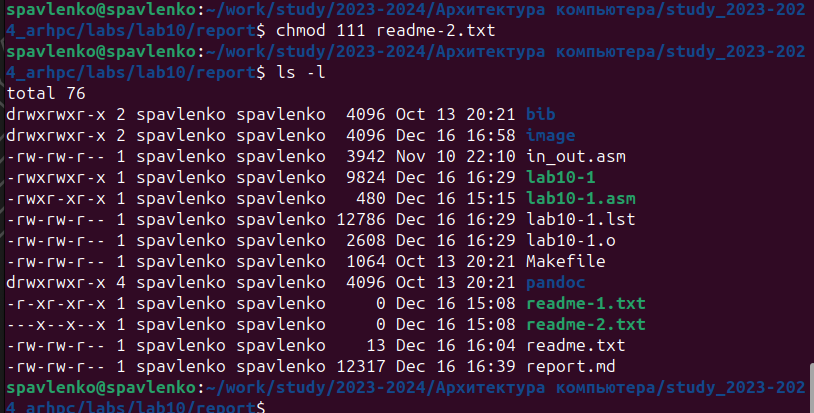 spavlenko@spavlenko:~/work/study/2023-2024/Архитектура компьютера/study_2023-202
4_arhpc/labs/lab10/report$ chmod 111 readme-2.txt
spavlenko@spavlenko:~/work/study/2023-2024/Архитектура компьютера/study_2023-202
4_arhpc/labs/lab10/report$ ls -l
total 76
drwxrwxr-x 2 spavlenko spavlenko  4096 Oct 13 20:21 bib
drwxrwxr-x 2 spavlenko spavlenko  4096 Dec 16 16:58 image
-rw-rw-r-- 1 spavlenko spavlenko  3942 Nov 10 22:10 in_out.asm
-rwxrwxr-x 1 spavlenko spavlenko  9824 Dec 16 16:29 lab10-1
-rwxr-xr-x 1 spavlenko spavlenko   480 Dec 16 15:15 lab10-1.asm
-rw-rw-r-- 1 spavlenko spavlenko 12786 Dec 16 16:29 lab10-1.lst
-rw-rw-r-- 1 spavlenko spavlenko  2608 Dec 16 16:29 lab10-1.o
-rw-rw-r-- 1 spavlenko spavlenko  1064 Oct 13 20:21 Makefile
drwxrwxr-x 4 spavlenko spavlenko  4096 Oct 13 20:21 pandoc
-r-xr-xr-x 1 spavlenko spavlenko     0 Dec 16 15:08 readme-1.txt
---x--x--x 1 spavlenko spavlenko     0 Dec 16 15:08 readme-2.txt
-rw-rw-r-- 1 spavlenko spavlenko    13 Dec 16 16:04 readme.txt
-rw-rw-r-- 1 spavlenko spavlenko 12317 Dec 16 16:39 report.md
spavlenko@spavlenko:~/work/study/2023-2024/Архитектура компьютера/study_2023-202
4_arhpc/labs/lab10/report$